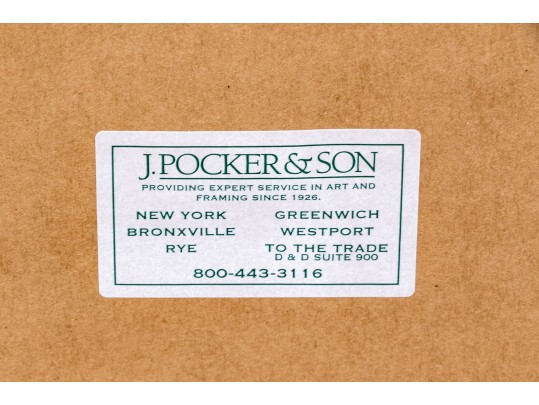 J. POCKER & SON
PROVIDING EXPERT SERVICE IN ART AND
FRAMING SINCE 1926.
NEW YORK GREENWICH
BRONXVILLE WESTPORT
RYE TO THE TRADE
D & D SUITE 900
800-443-3116